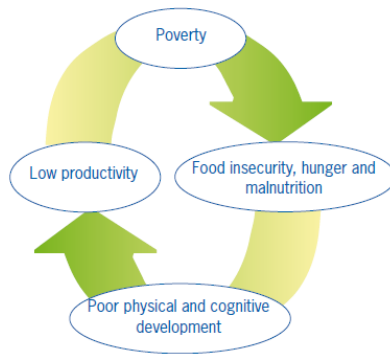 Poverty
Low productivity
Food insecurity, hunger and
malnutrition
Poor physical and cognitive
development